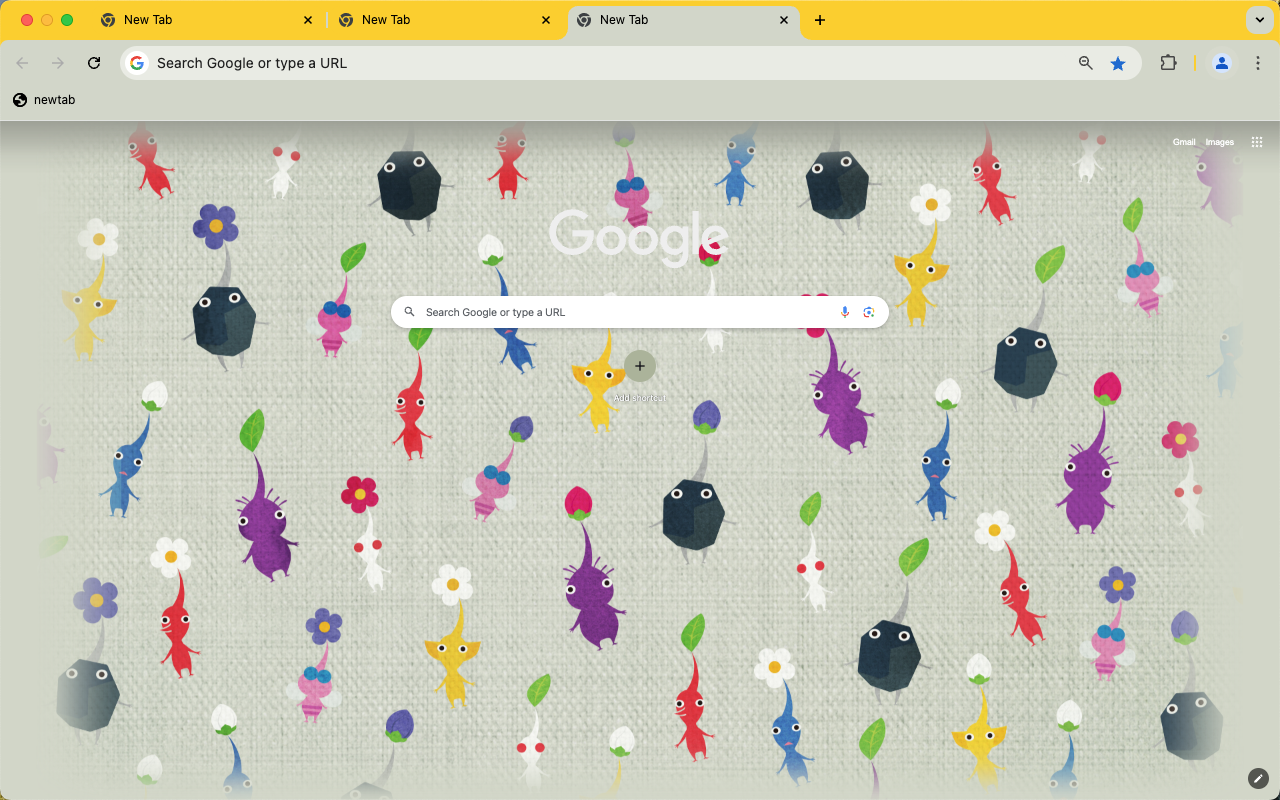 New Tab
New Tab
New Tab
Search Google or type a URL
newtab
Gmail Images
Google
Search Google or type a URL
Add shortcut